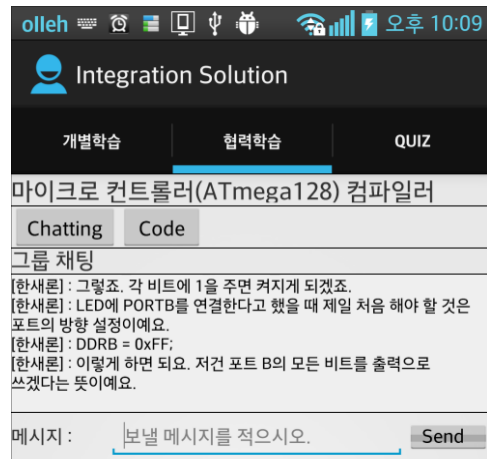 olleh 오후 10:09
Integration Solution
개별학습 협력학습 QUIZ
마이크로 컨트롤러(ATmega128) 컴파일러
Chatting Code
그룹 채팅
[한새론] : 그렇죠. 각 비트에 1을 주면 켜지게 되겠죠.
[한새론] : LED에 PORTB를 연결한다고 했을 때 제일 처음 해야 할 것은
포트의 방향 설정이예요.
[한새론] : DDRB = 0xFF;
[한새론] : 이렇게 하면 되요. 저건 포트 B의 모든 비트를 출력으로
쓰겠다는 뜻이예요.
메시지 : 보낼 메시지를 적으시오. Send